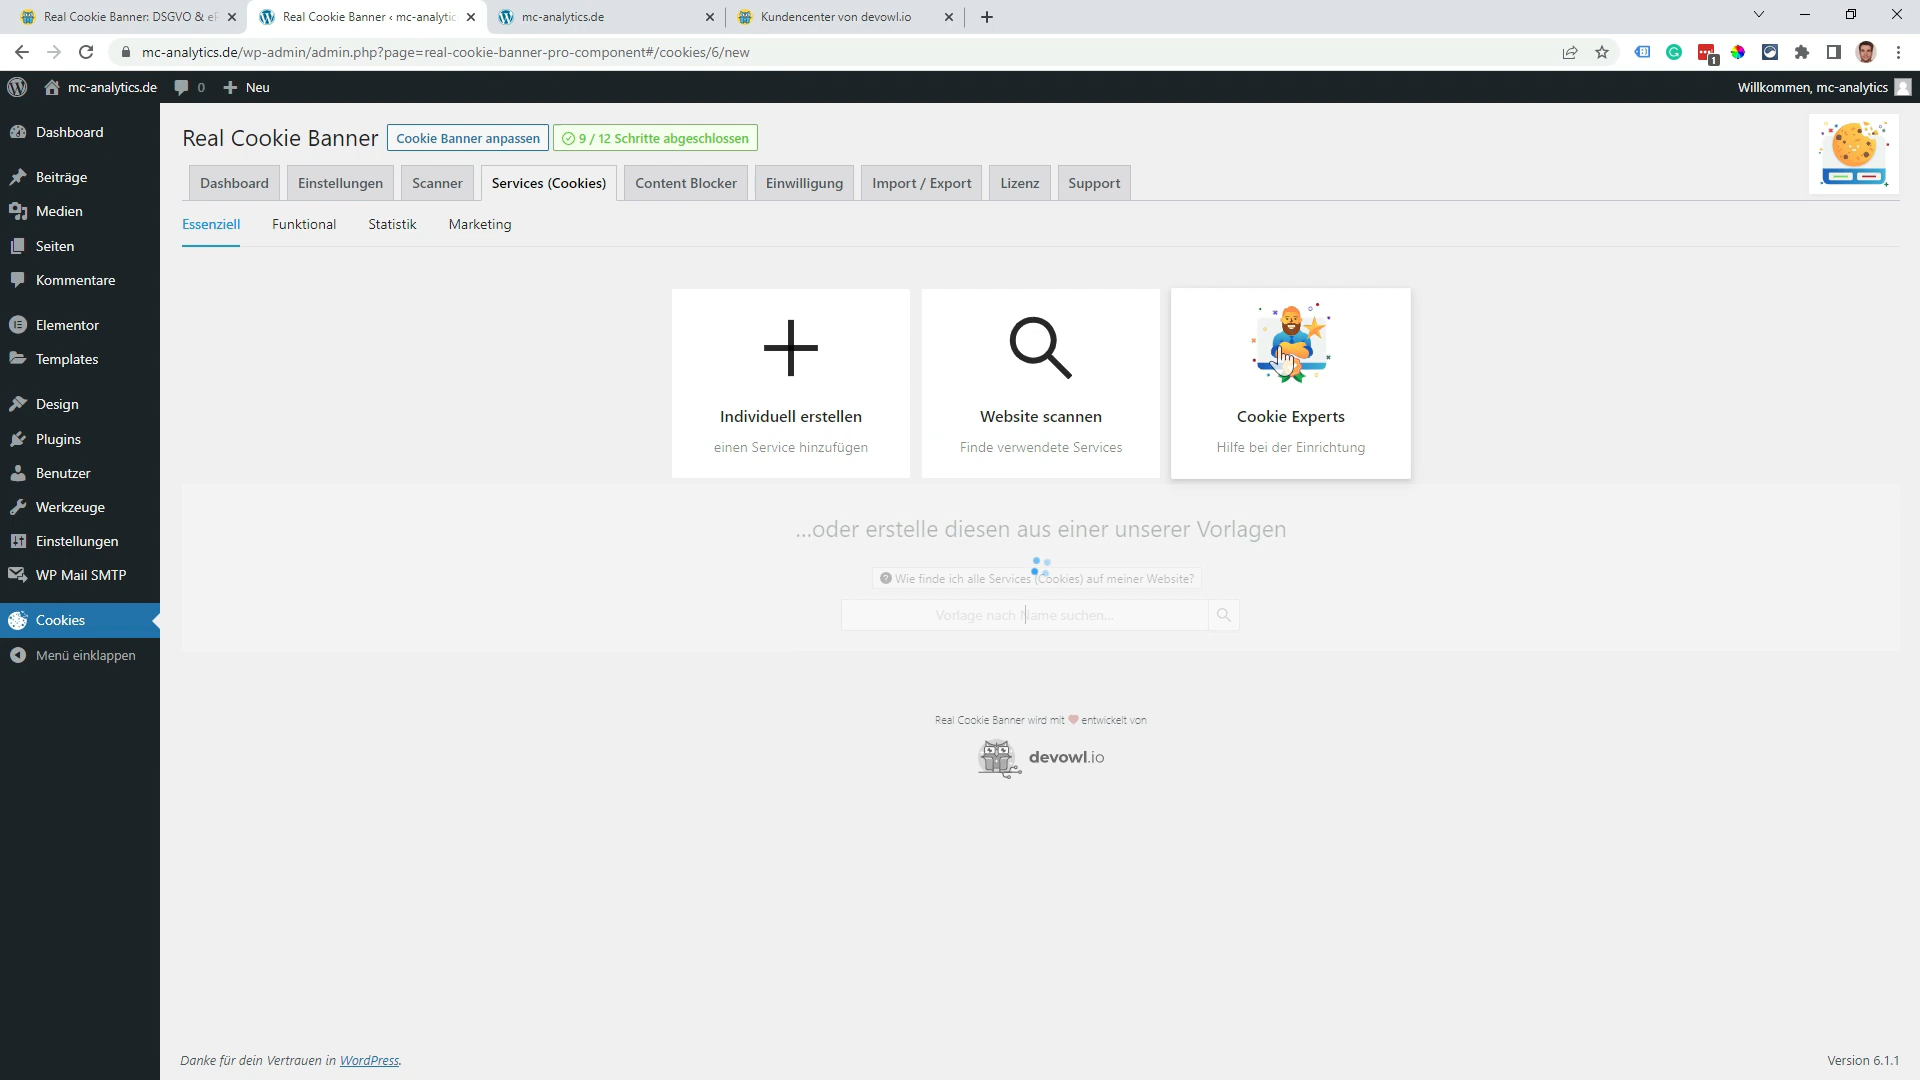 Real Cookie Banner: DSGVO & eP
Real Cookie Banner ‹ mc-analytic
mc-analytics.de
Kundencenter von devowl.io
mc-analytics.de/wp-admin/admin.php?page=real-cookie-banner-pro-component#/cookies/6/new
1
mc-analytics.de
0
Neu
Willkommen, mc-analytics
Dashboard
Beiträge
Medien
Seiten
Kommentare
Elementor
Templates
Design
Plugins
Benutzer
Werkzeuge
Einstellungen
WP Mail SMTP
Cookies
Menü einklappen
Real Cookie Banner
Cookie Banner anpassen
9 / 12 Schritte abgeschlossen
Dashboard
Einstellungen
Scanner
Services (Cookies)
Content Blocker
Einwilligung
Import / Export
Lizenz
Support
Essenziell
Funktional
Statistik
Marketing
Individuell erstellen
einen Service hinzufügen
Website scannen
Finde verwendete Services
Cookie Experts
Hilfe bei der Einrichtung
...oder erstelle diesen aus einer unserer Vorlagen
Wie finde ich alle Services (Cookies) auf meiner Website?
Vorlage nach Name suchen...
Real Cookie Banner wird mit ❤ entwickelt von
devowl.io
Danke für dein Vertrauen in WordPress.
Version 6.1.1